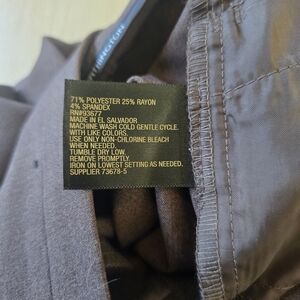 71% POLYESTER 25% RAYON
4% SPANDEX
RN#93677
MADE IN EL SALVADOR
MACHINE WASH COLD GENTLE CYCLE.
WITH LIKE COLORS.
USE ONLY NON-CHLORINE BLEACH
WHEN NEEDED.
TUMBLE DRY LOW.
REMOVE PROMPTLY.
IRON ON LOWEST SETTING AS NEEDED.
SUPPLIER 73678-5